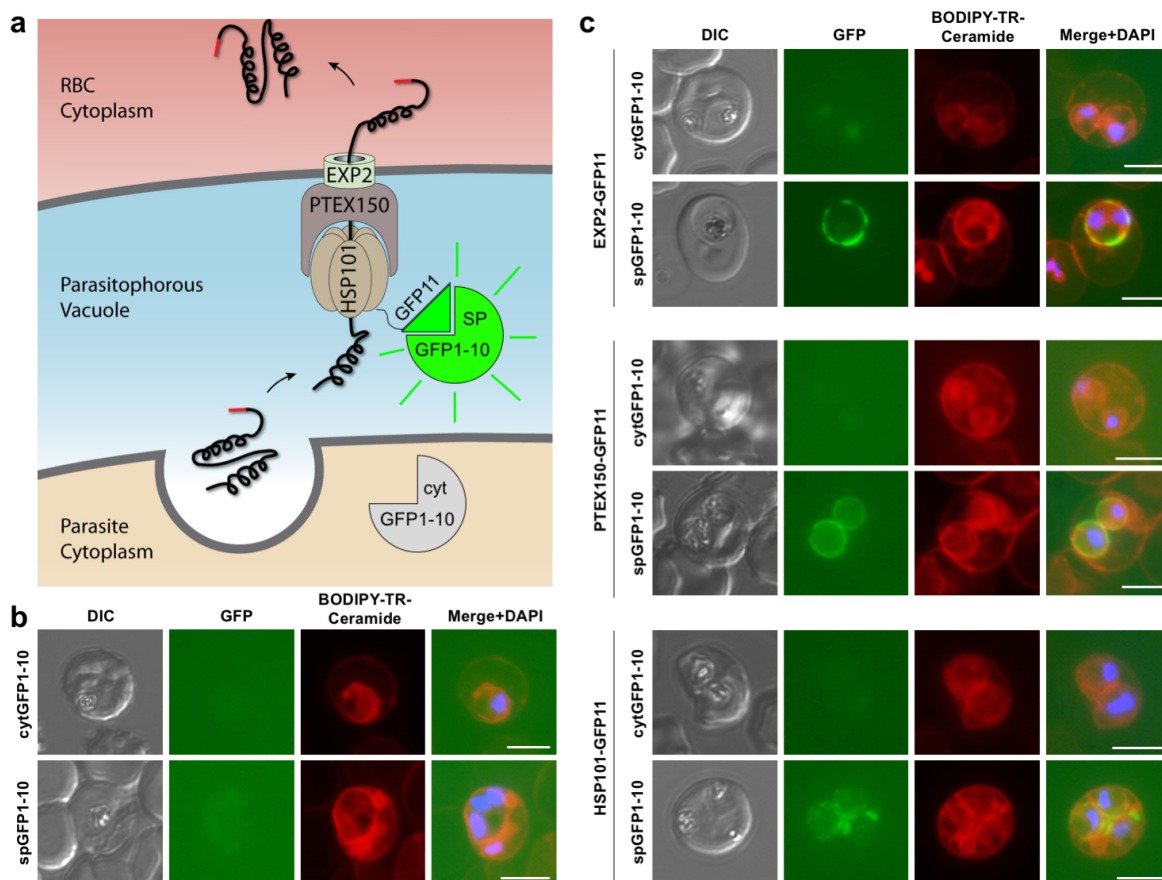 a
RBC
Cytoplasm
EXP2
PTEX150
HSP101
GFP11
SP
GFP1-10
Parasitophorous
Vacuole
cyt
GFP1-10
Parasite
Cytoplasm
b
DIC
GFP
BODIPY-TR-
Ceramide
Merge+DAPI
cytGFP1-10
spGFP1-10
c
DIC
GFP
BODIPY-TR-
Ceramide
Merge+DAPI
EXP2-GFP11
cytGFP1-10
spGFP1-10
PTEX150-GFP11
cytGFP1-10
spGFP1-10
HSP101-GFP11
cytGFP1-10
spGFP1-10